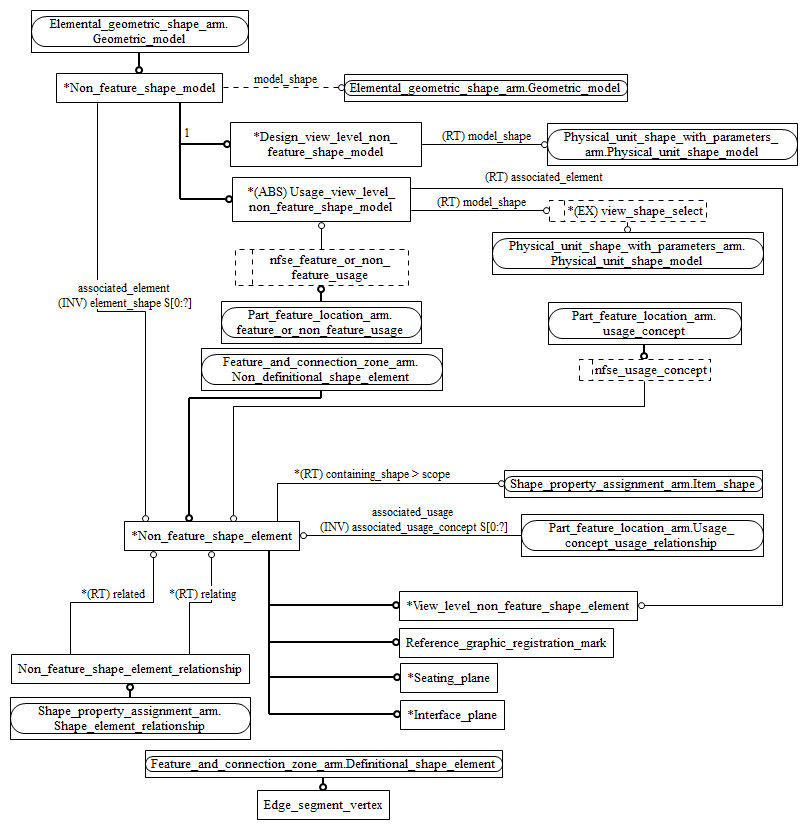 Elemental_geometric_shape_arm.
Geometric_model
*Non_feature_shape_model
model_shape
Elemental_geometric_shape_arm.Geometric_model
1
*Design_view_level_non_
feature_shape_model
(RT) model_shape
Physical_unit_shape_with_parameters_
arm.Physical_unit_shape_model
(RT) associated_element
*(ABS) Usage_view_level_
non_feature_shape_model
(RT) model_shape
*(EX) view_shape_select
Physical_unit_shape_with_parameters_arm.
Physical_unit_shape_model
nfse_feature_or_non_
feature_usage
associated_element
(INV) element_shape S[0:?]
Part_feature_location_arm.
feature_or_non_feature_usage
Part_feature_location_arm.
usage_concept
Feature_and_connection_zone_arm.
Non_definitional_shape_element
nfse_usage_concept
*(RT) containing_shape > scope
Shape_property_assignment_arm.Item_shape
*Non_feature_shape_element
associated_usage
(INV) associated_usage_concept S[0:?]
Part_feature_location_arm.Usage_
concept_usage_relationship
*(RT) related
*(RT) relating
*View_level_non_feature_shape_element
Reference_graphic_registration_mark
Non_feature_shape_element_relationship
*Seating_plane
Shape_property_assignment_arm.
Shape_element_relationship
*Interface_plane
Feature_and_connection_zone_arm.Definitional_shape_element
Edge_segment_vertex